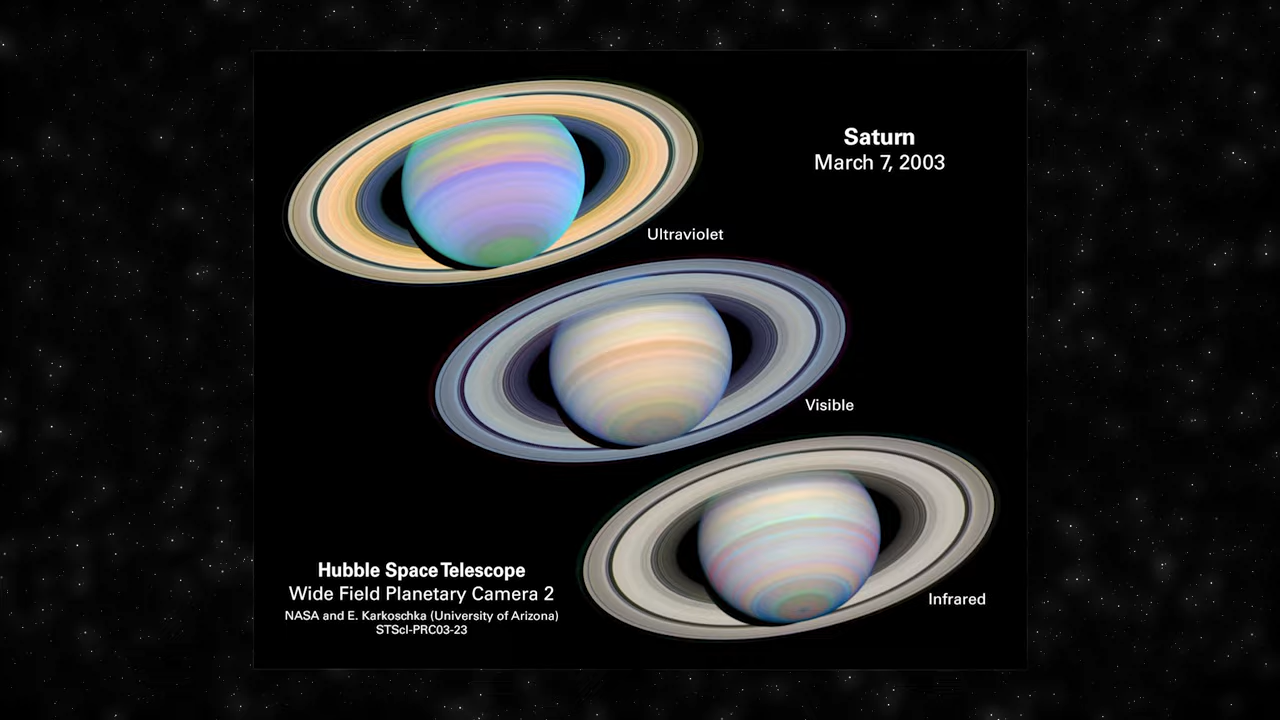 Saturn
March 7, 2003
Ultraviolet
Visible
Infrared
Hubble Space Telescope
Wide Field Planetary Camera 2
NASA and E. Karkoschka (University of Arizona)
STScI-PRC03-23